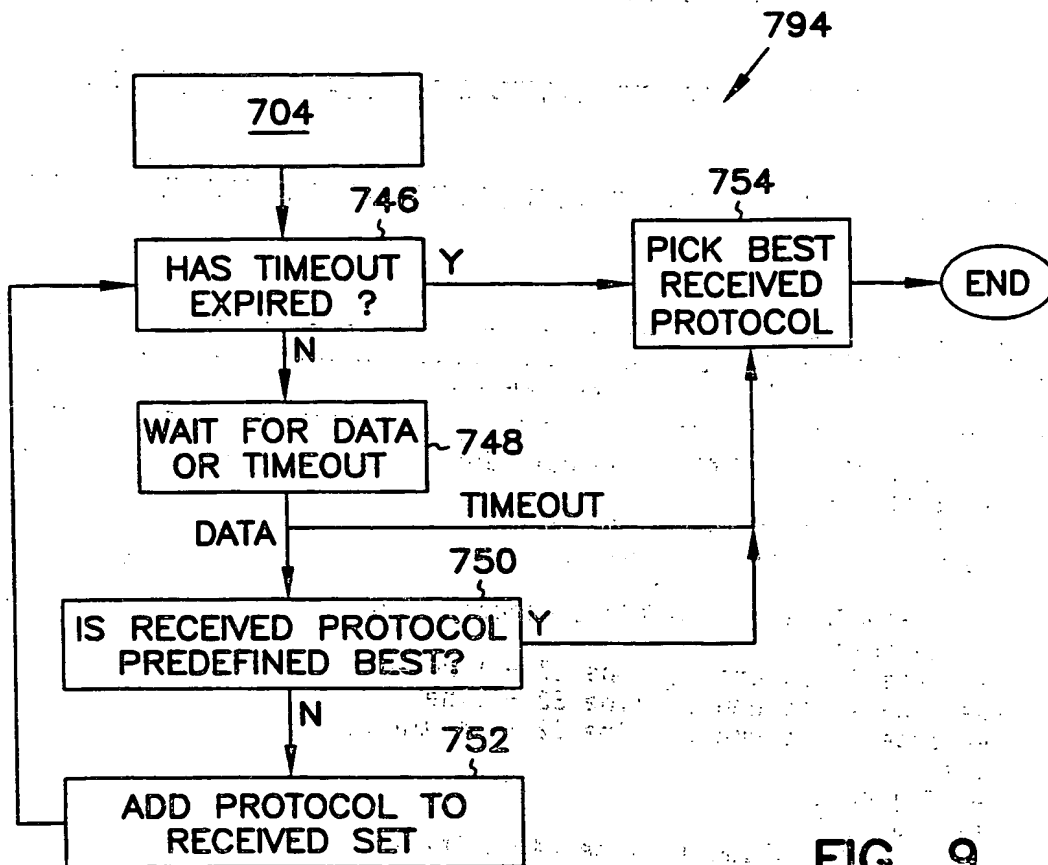 794
704
746
HAS TIMEOUT
EXPIRED ?
Y
N
754
PICK BEST
RECEIVED
PROTOCOL
END
WAIT FOR DATA
OR TIMEOUT
748
TIMEOUT
DATA
750
IS RECEIVED PROTOCOL
PREDEFINED BEST?
Y
N
752
ADD PROTOCOL TO
RECEIVED SET
FIG. 9